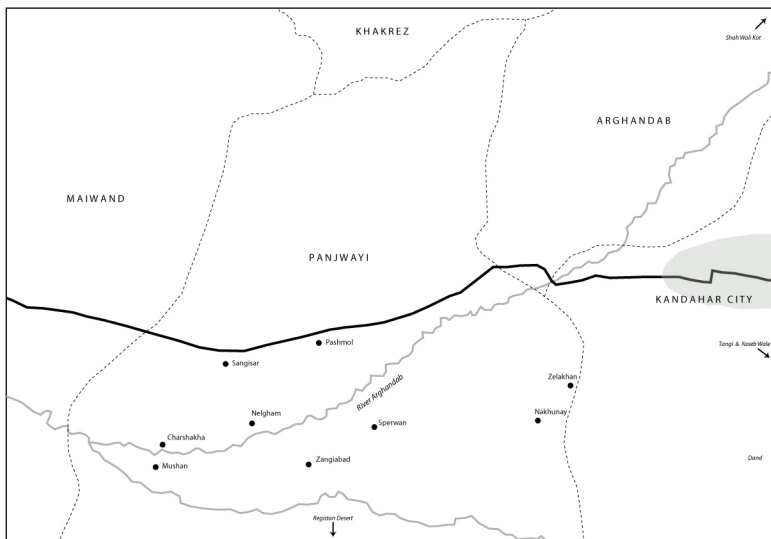 KHAKREZ
Shah Wali Kot
ARGHANDAB
MAIWAND
PANJWAYI
KANDAHAR CITY
Pashmol
Tangi & Naweb Wale
Sangisar
River Arghandab
Zelakhan
Nelgham
Sperwan
Nakhunay
Charshakha
Mushan
Zangiabad
Dand
Registan Desert